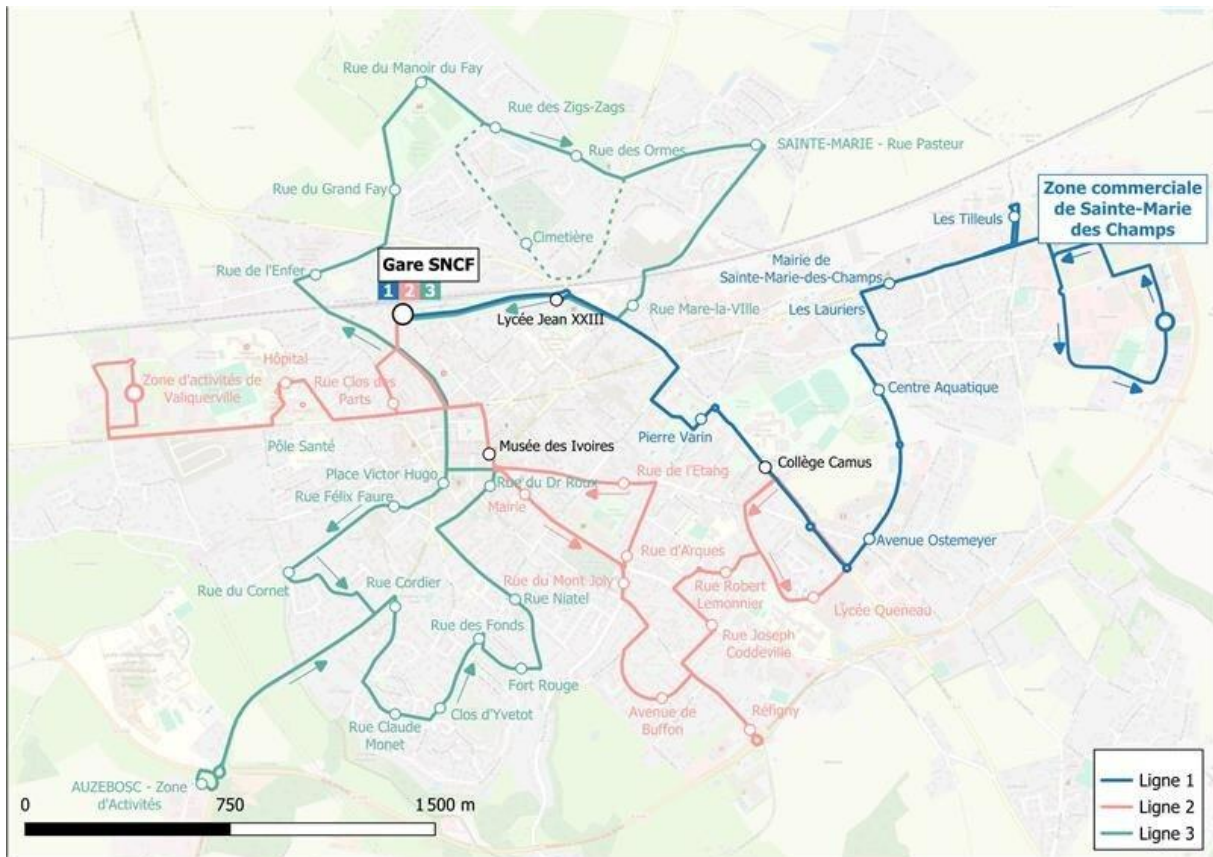 Rue du Manoir du Fay
Rue des Zigs-Zags
Rue des Ormes
SAINTE-MARIE - Rue Pasteur
Rue du Grand Fay
Zone commerciale
de Sainte-Marie
des Champs
Les Tilleuls
Cimetière
Gare SNCF
1 2 3
Rue de l'Enfer
Mairie de
Sainte-Marie-des-Champs
Lycée Jean XXIII
Rue Mare-la-VIlle
Les Lauriers
Hôpital
Zone d'activités de
Valiquerville
Rue Clos des
Parts
Centre Aquatique
Pôle Santé
Musée des Ivoires
Pierre Varin
Collège Camus
Place Victor Hugo
Rue du Dr Roux
Rue de l'Etang
Rue Félix Faure
Mairie
Avenue Ostemeyer
Rue d'Arques
Rue du Cornet
Rue Cordier
Rue du Mont Joly
Rue Robert
Lemonnier
Lycée Queneau
Rue Niatel
Rue des Fonds
Rue Joseph
Coddeville
Fort Rouge
Rue Claude
Monet
Clos d'Yvetot
Avenue de
Buffon
Réfigny
AUZEBOSC - Zone
d'Activités
0 750 1 500 m
Ligne 1
Ligne 2
Ligne 3